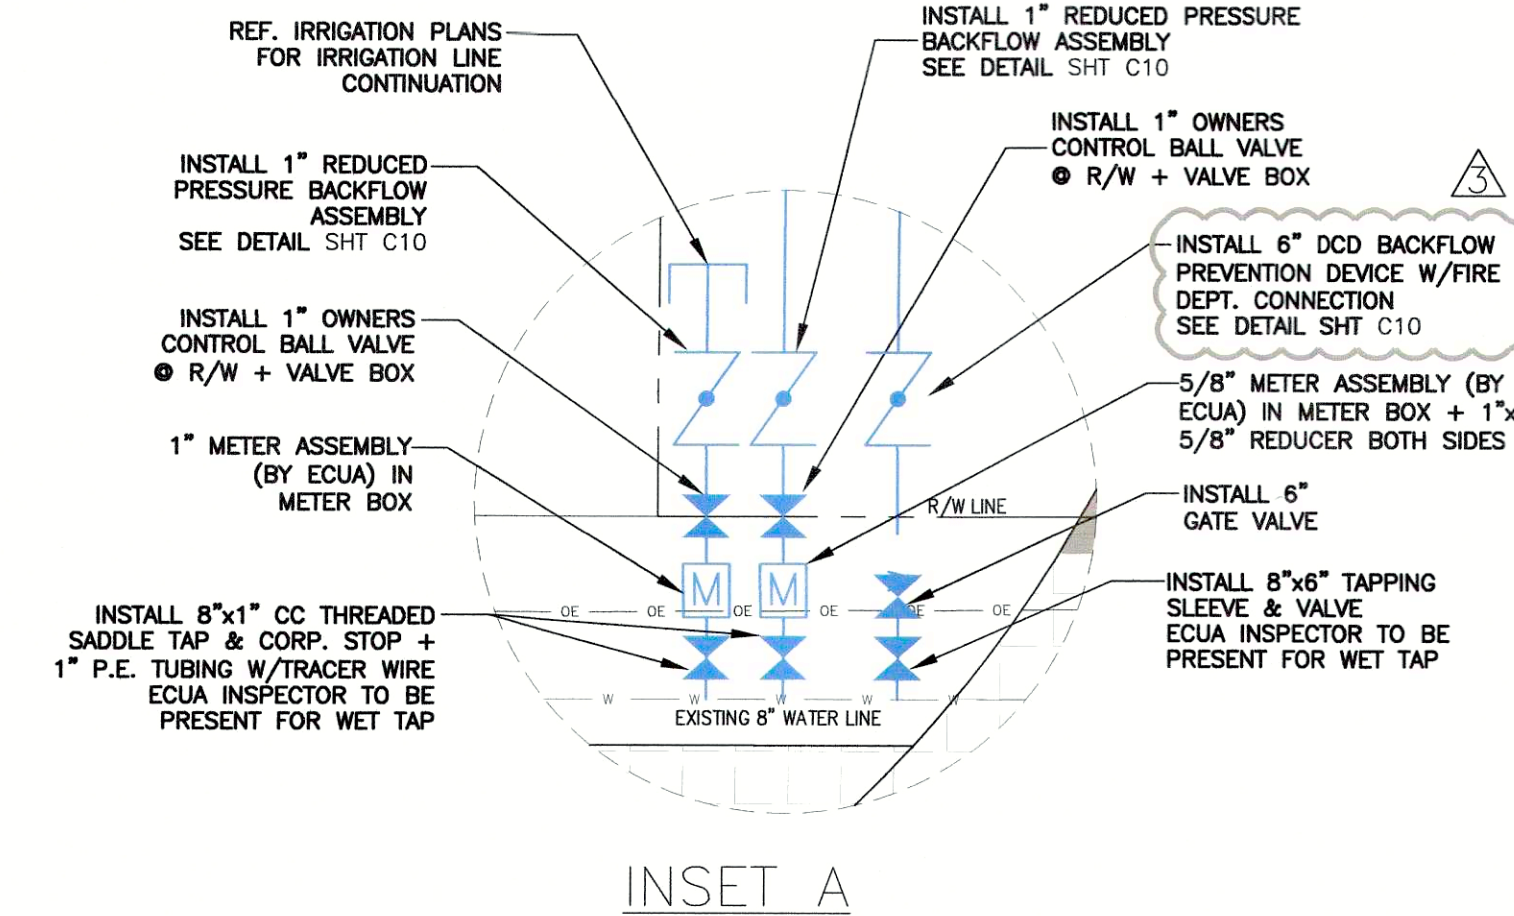 REF. IRRIGATION PLANS
FOR IRRIGATION LINE
CONTINUATION
INSTALL 1" REDUCED PRESSURE
BACKFLOW ASSEMBLY
SEE DETAIL SHT C10
INSTALL 1" OWNERS
CONTROL BALL VALVE
@ R/W + VALVE BOX
3
INSTALL 1" REDUCED
PRESSURE BACKFLOW
ASSEMBLY
SEE DETAIL SHT C10
INSTALL 6" DCD BACKFLOW
PREVENTION DEVICE W/FIRE
DEPT. CONNECTION
SEE DETAIL SHT C10
INSTALL 1" OWNERS
CONTROL BALL VALVE
@ R/W + VALVE BOX
5/8" METER ASSEMBLY (BY
ECUA) IN METER BOX + 1"x
5/8" REDUCER BOTH SIDES
1" METER ASSEMBLY
(BY ECUA) IN
METER BOX
R/W LINE
INSTALL 6"
GATE VALVE
M M
OE OE OE OE OE OE
INSTALL 8"x1" CC THREADED
SADDLE TAP & CORP. STOP +
1" P.E. TUBING W/TRACER WIRE
ECUA INSPECTOR TO BE
PRESENT FOR WET TAP
INSTALL 8"x6" TAPPING
SLEEVE & VALVE
ECUA INSPECTOR TO BE
PRESENT FOR WET TAP
W W W W W
EXISTING 8" WATER LINE
INSET A